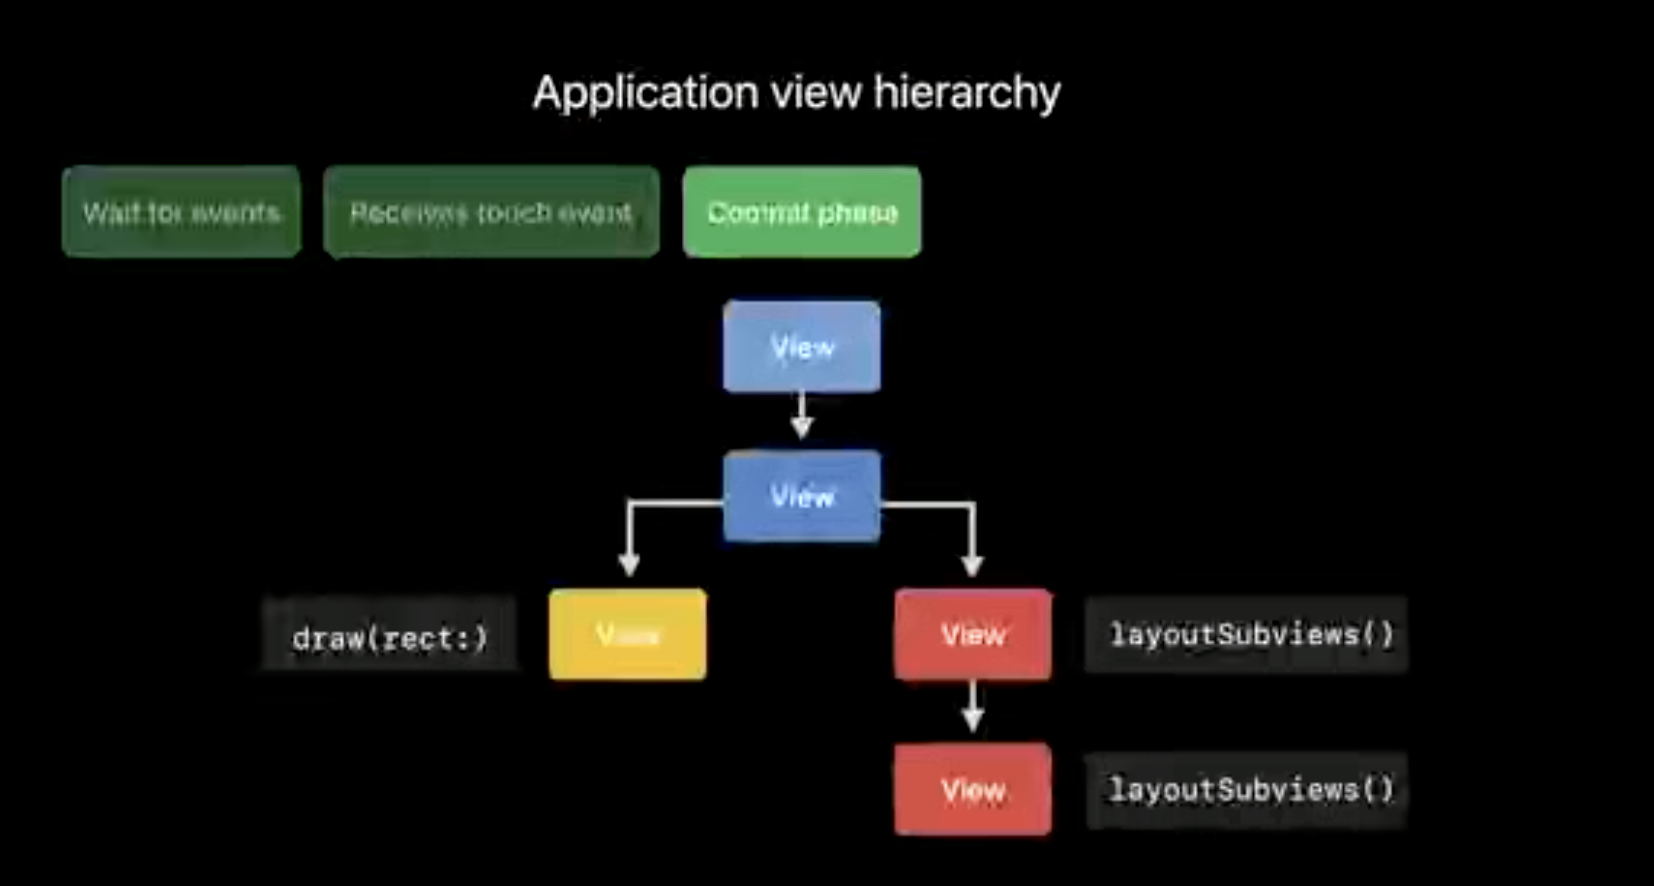 Application view hierarchy
Wait for events
Receives touch event
Commit phase
View
View
draw(rect:)
View
View
layoutSubviews()
View
layoutSubviews()